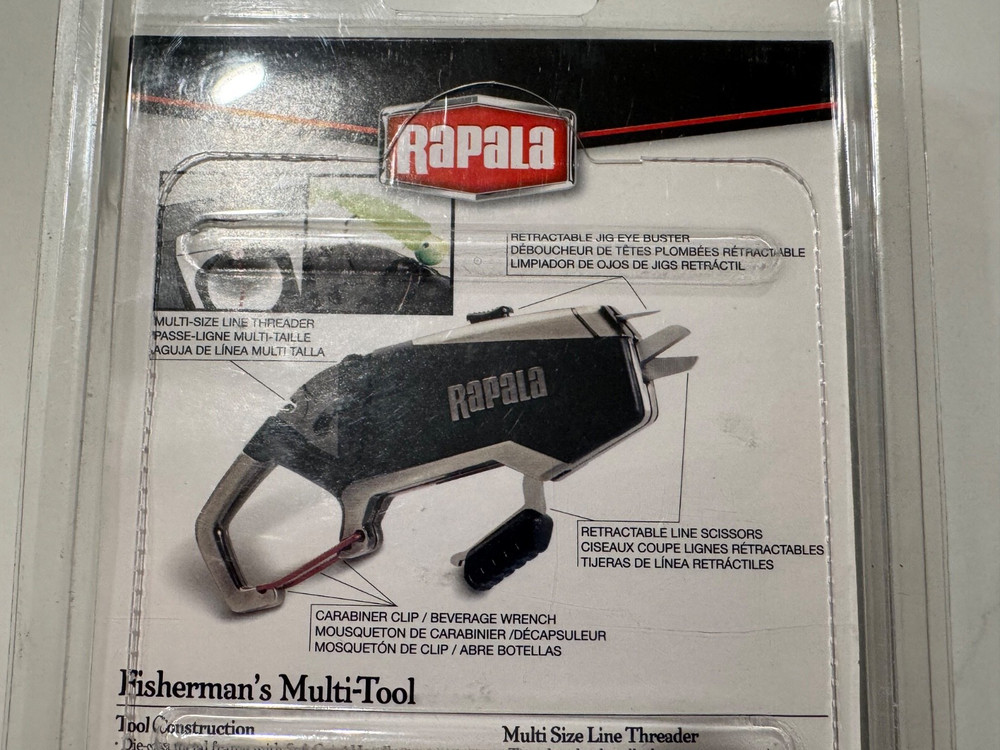 RAPALA
RETRACTABLE JIG EYE BUSTER
DÉBOUCHEUR DE TÊTES PLOMBÉES RÉTRACTABLE
LIMPIADOR DE OJOS DE JIGS RETRÁCTIL
MULTI-SIZE LINE THREADER
PASSE-LIGNE MULTI-TAILLE
AGUJA DE LÍNEA MULTI TALLA
RAPALA
RETRACTABLE LINE SCISSORS
CISEAUX COUPE LIGNES RÉTRACTABLES
TIJERAS DE LÍNEA RETRÁCTILES
CARABINER CLIP / BEVERAGE WRENCH
MOUSQUETON DE CARABINIER /DÉCAPSULEUR
MOSQUETÓN DE CLIP / ABRE BOTELLAS
Fisherman's Multi-Tool
Tool Construction
Multi Size Line Threader